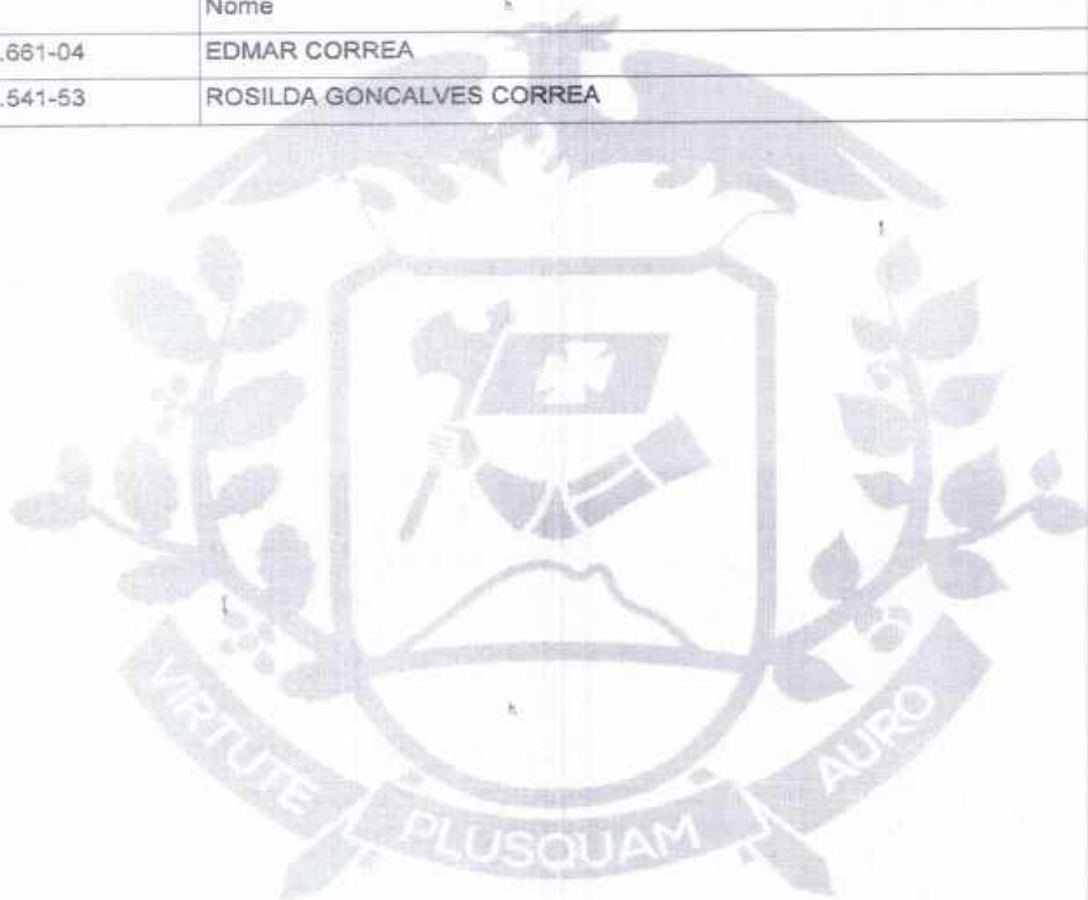 Nome
.661-04 EDMAR CORREA
.541-53 ROSILDA GONCALVES CORREA
VIRTUTE PLUSQUAM AURO